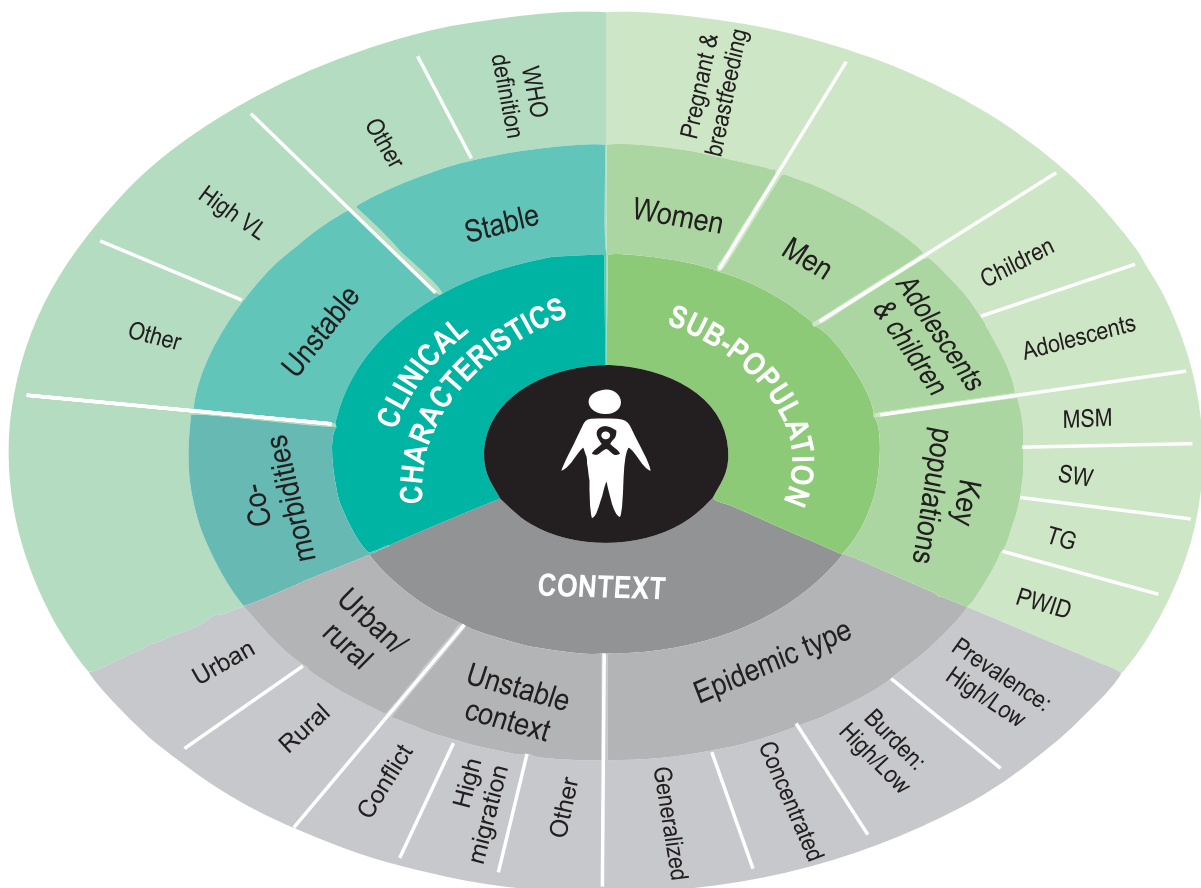 CLINICAL
CHARACTERISTICS
Stable
WHO
definition
Other
Unstable
High VL
Other
Co-
morbidities
SUB-POPULATION
Women
Pregnant &
breastfeeding
Men
Adolescents
& children
Children
Adolescents
Key
populations
MSM
SW
TG
PWID
CONTEXT
Urban/
rural
Urban
Rural
Unstable
context
Conflict
High
migration
Other
Epidemic type
Generalized
Concentrated
Burden:
High/Low
Prevalence:
High/Low